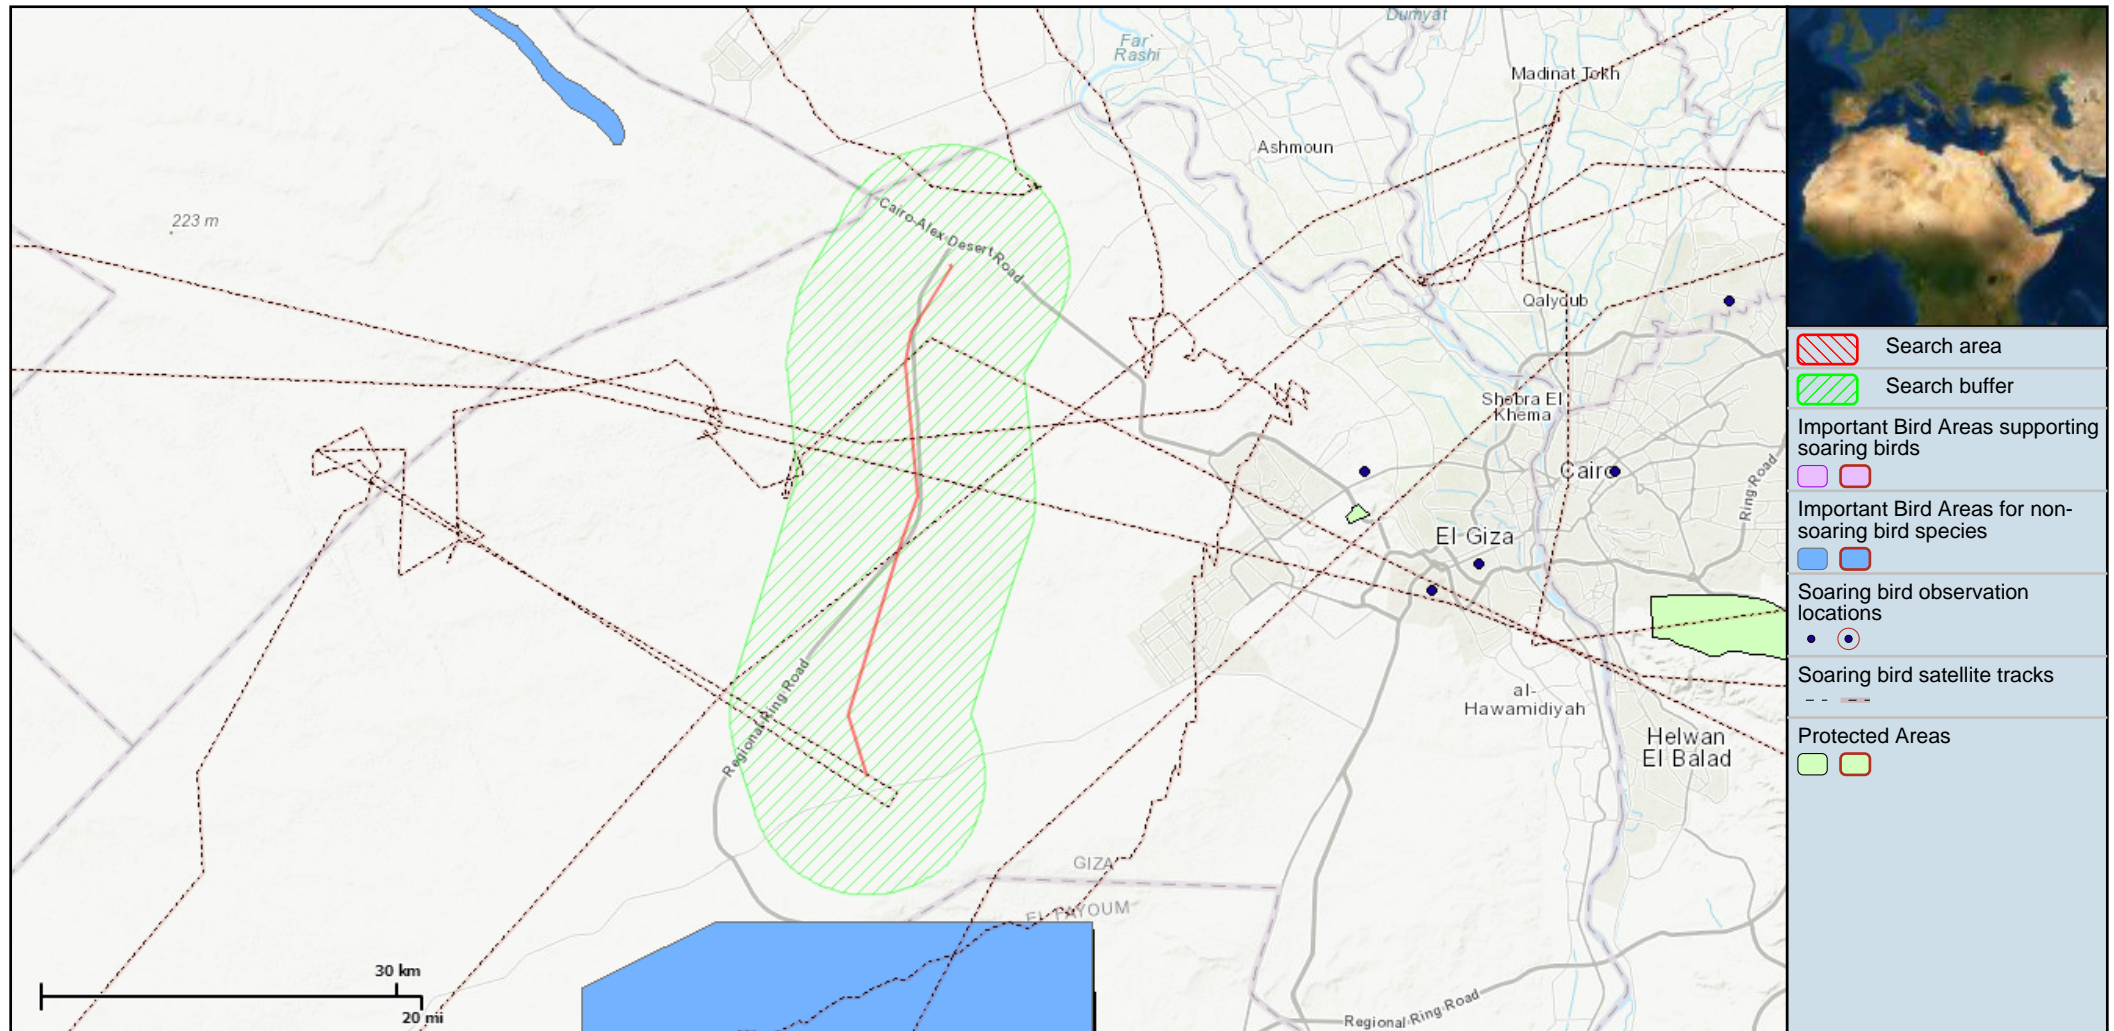 Dumyat
Far'
Rashi
Madinat Tokh
Ashmoun
223 m
Cairo-Alex Desert Road
Qalyoub
Shobra El
Khema
Cairo
Ring Road
El Giza
al-
Hawamidiyah
Helwan
El Balad
Regional Ring Road
GIZA
EL FAYOUM
30 km
20 mi
Regional Ring Road
Search area
Search buffer
Important Bird Areas supporting
soaring birds
Important Bird Areas for non-
soaring bird species
Soaring bird observation
locations
Soaring bird satellite tracks
Protected Areas